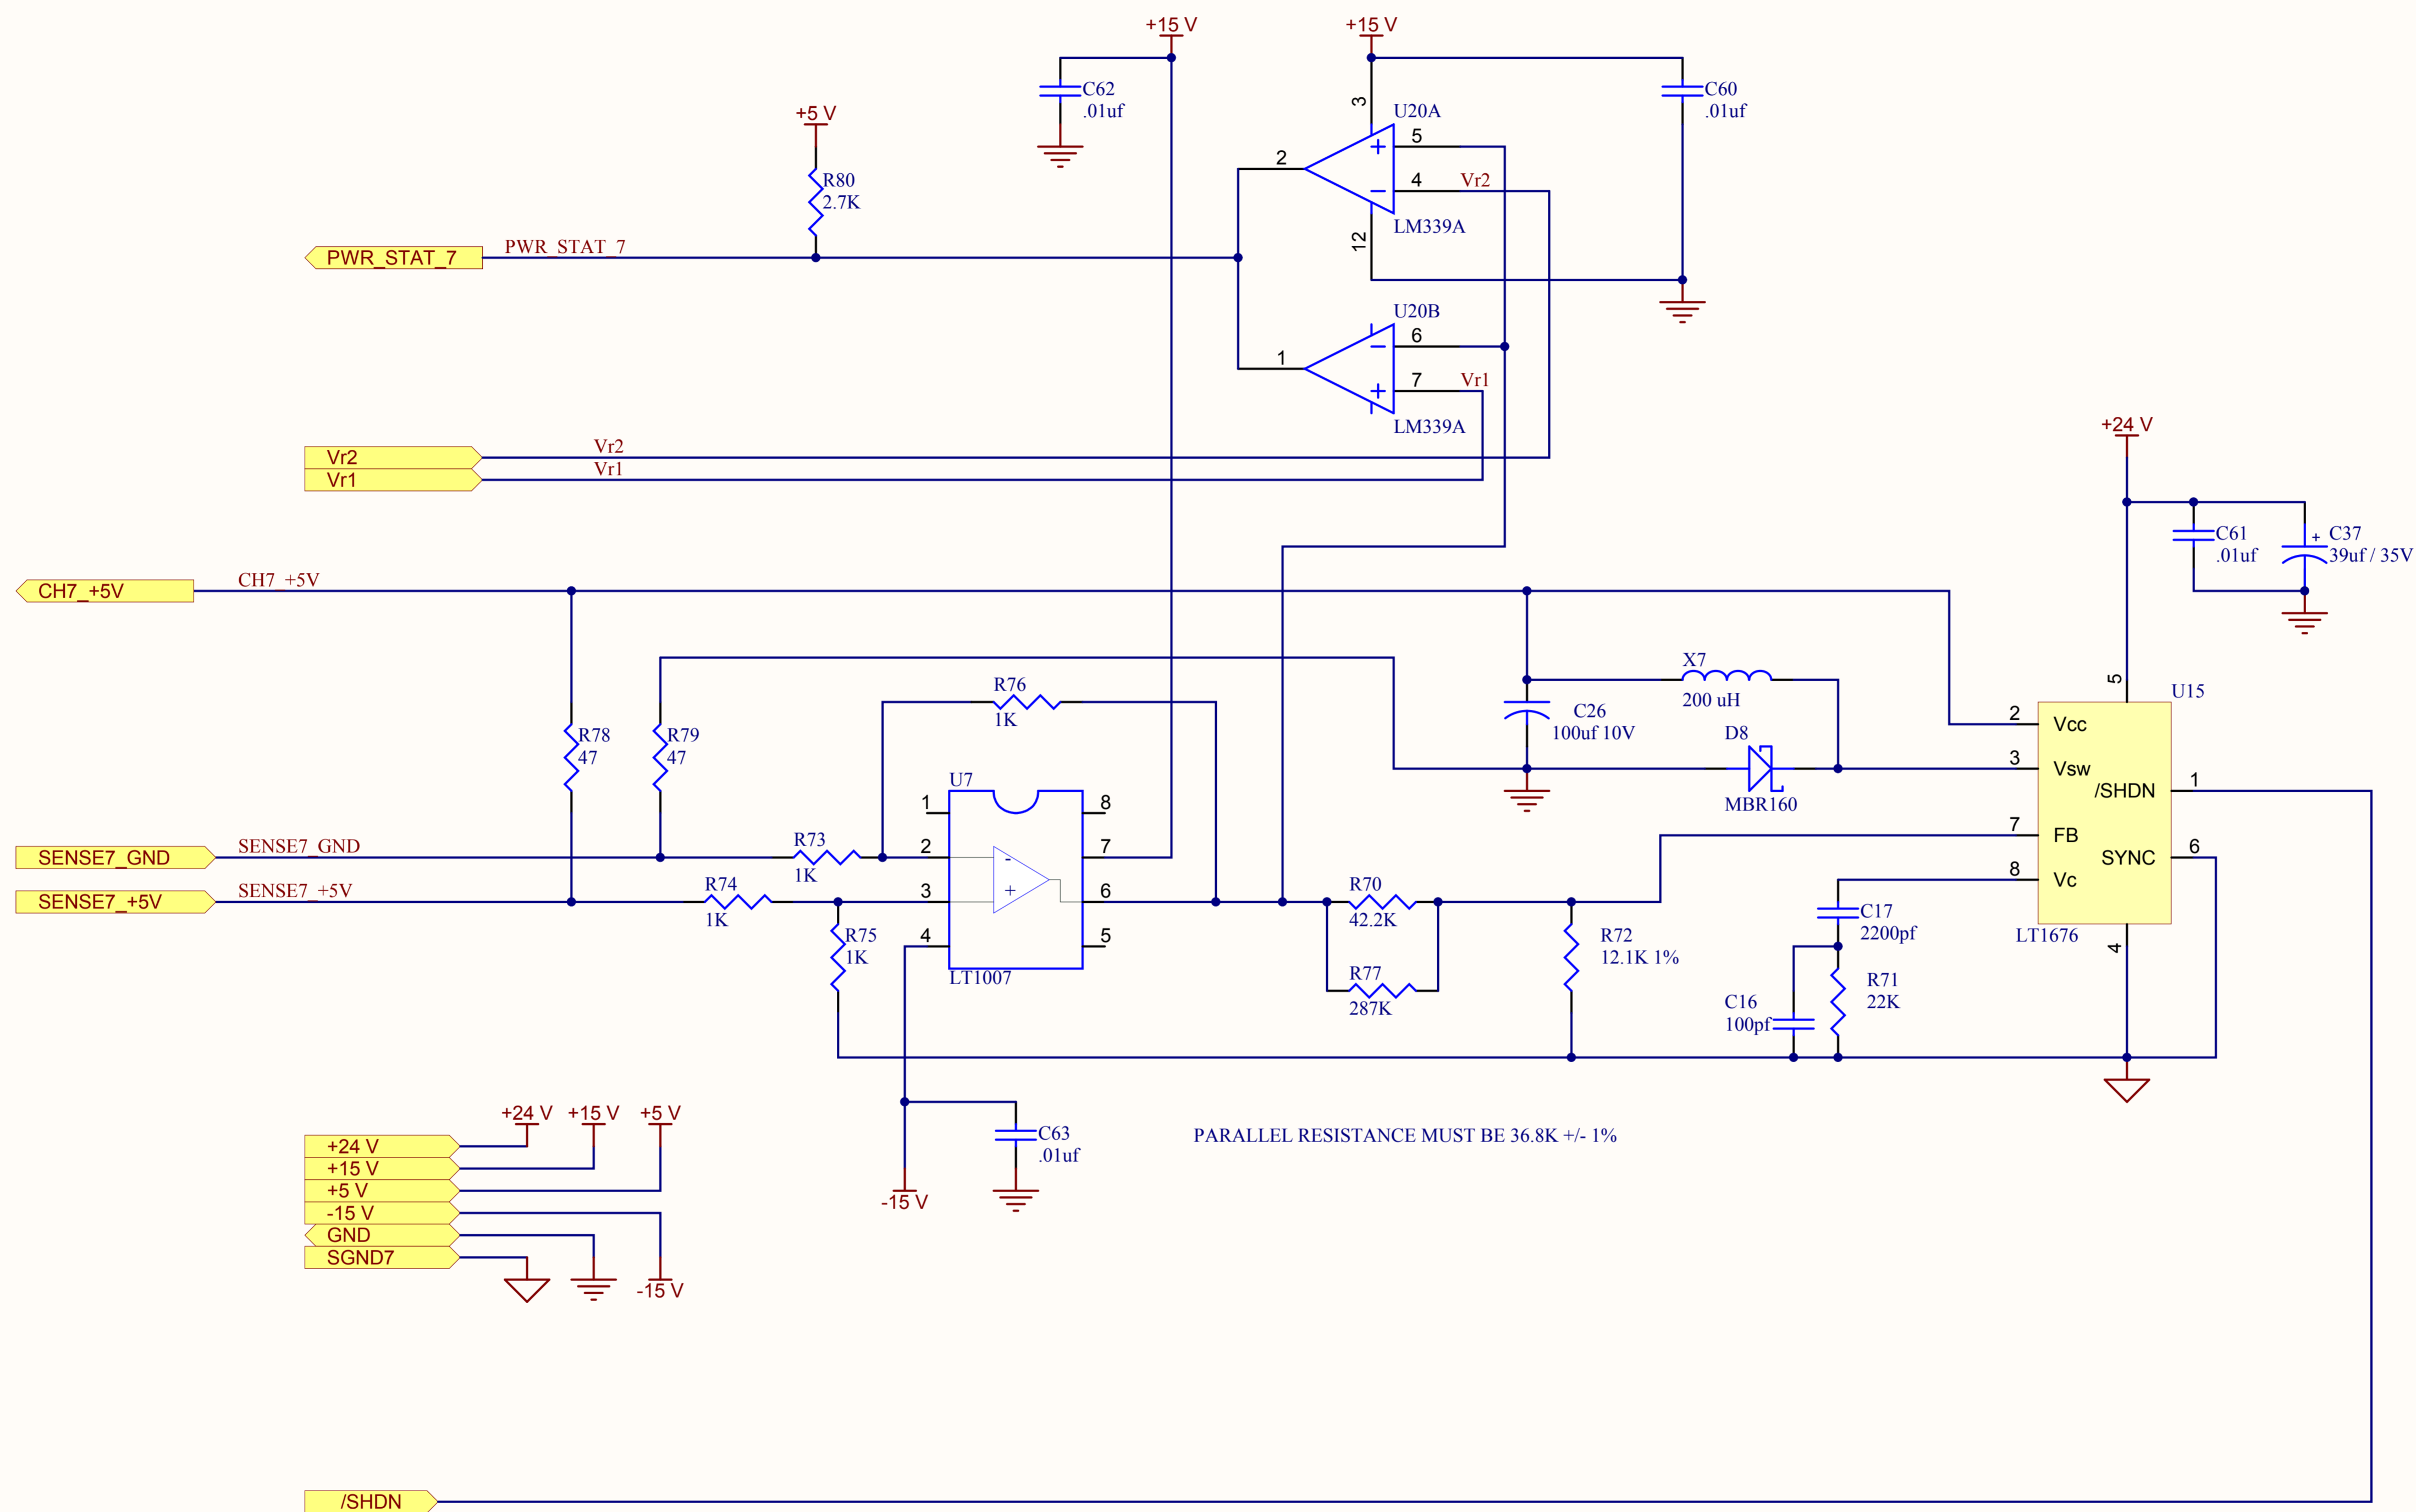 +15 V
+15 V
C62
.01uf
C60
.01uf
+5 V
R80
2.7K
3
U20A
5
2
4
Vr2
LM339A
12
PWR_STAT_7
PWR_STAT_7
U20B
6
1
7
Vr1
LM339A
Vr2
Vr2
Vr1
Vr1
+24 V
C61
.01uf
+
C37
39uf / 35V
CH7_+5V
CH7_+5V
X7
200 uH
R76
1K
C26
100uf 10V
D8
MBR160
R78
47
R79
47
5
U15
2
Vcc
3
Vsw
1
/SHDN
7
FB
6
SYNC
8
Vc
LT1676
4
U7
1
8
2
7
-
3
6
+
4
5
LT1007
SENSE7_GND
SENSE7_GND
R73
1K
SENSE7_+5V
SENSE7_+5V
R74
1K
R75
1K
R70
42.2K
R77
287K
R72
12.1K 1%
C17
2200pf
R71
22K
C16
100pf
C63
.01uf
-15 V
PARALLEL RESISTANCE MUST BE 36.8K +/- 1%
+24 V
+15 V
+5 V
+24 V
+15 V
+5 V
-15 V
GND
SGND7
-15 V
/SHDN